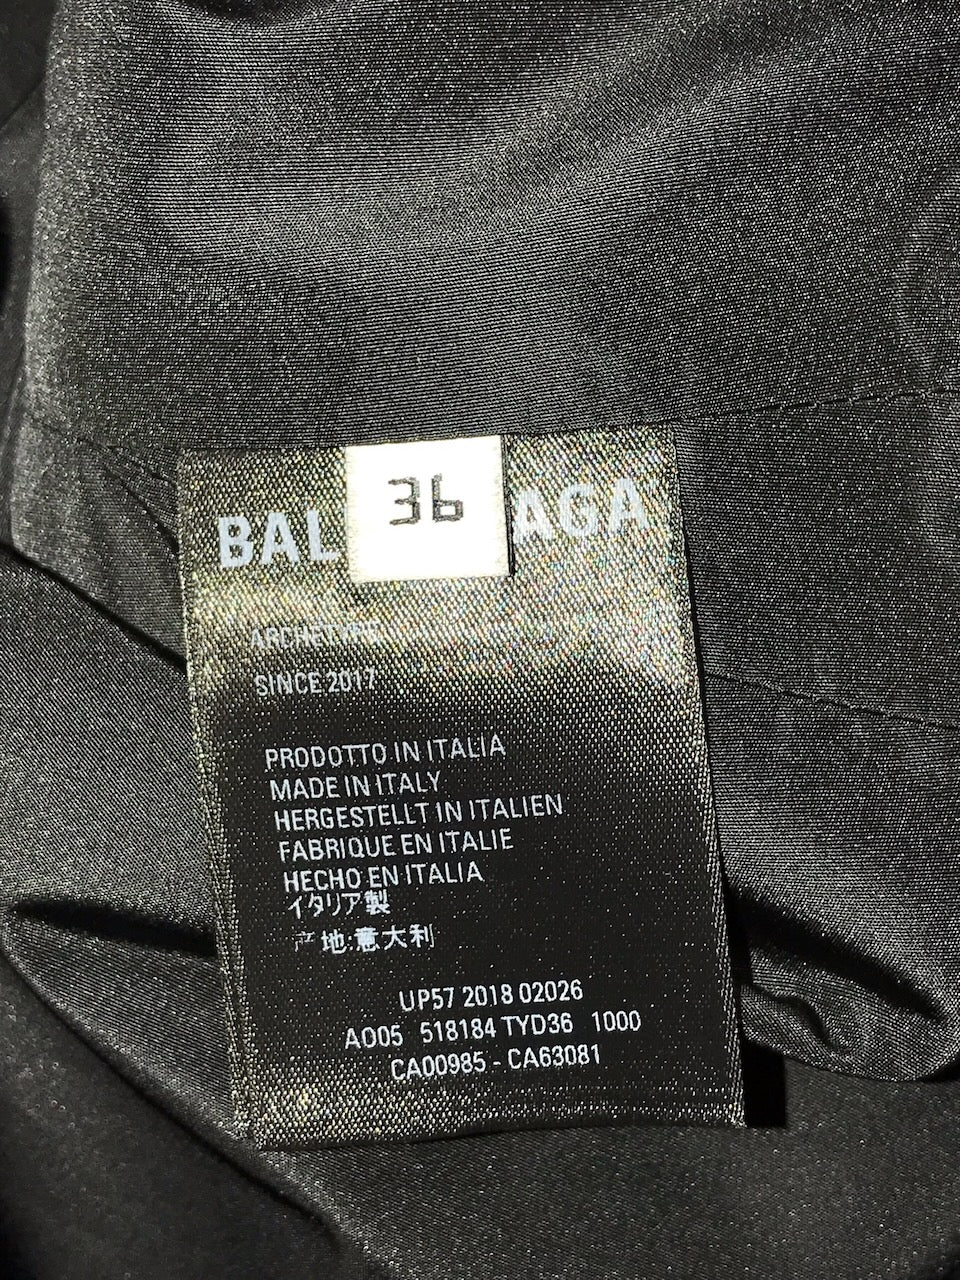 36
BAL AGA
ARCHETYPE
SINCE 2017
PRODOTTO IN ITALIA
MADE IN ITALY
HERGESTELLT IN ITALIEN
FABRIQUE EN ITALIE
HECHO EN ITALIA
イタリア製
产地:意大利
UP57 2018 02026
AO05 518184 TYD36 1000
CA00985 - CA63081